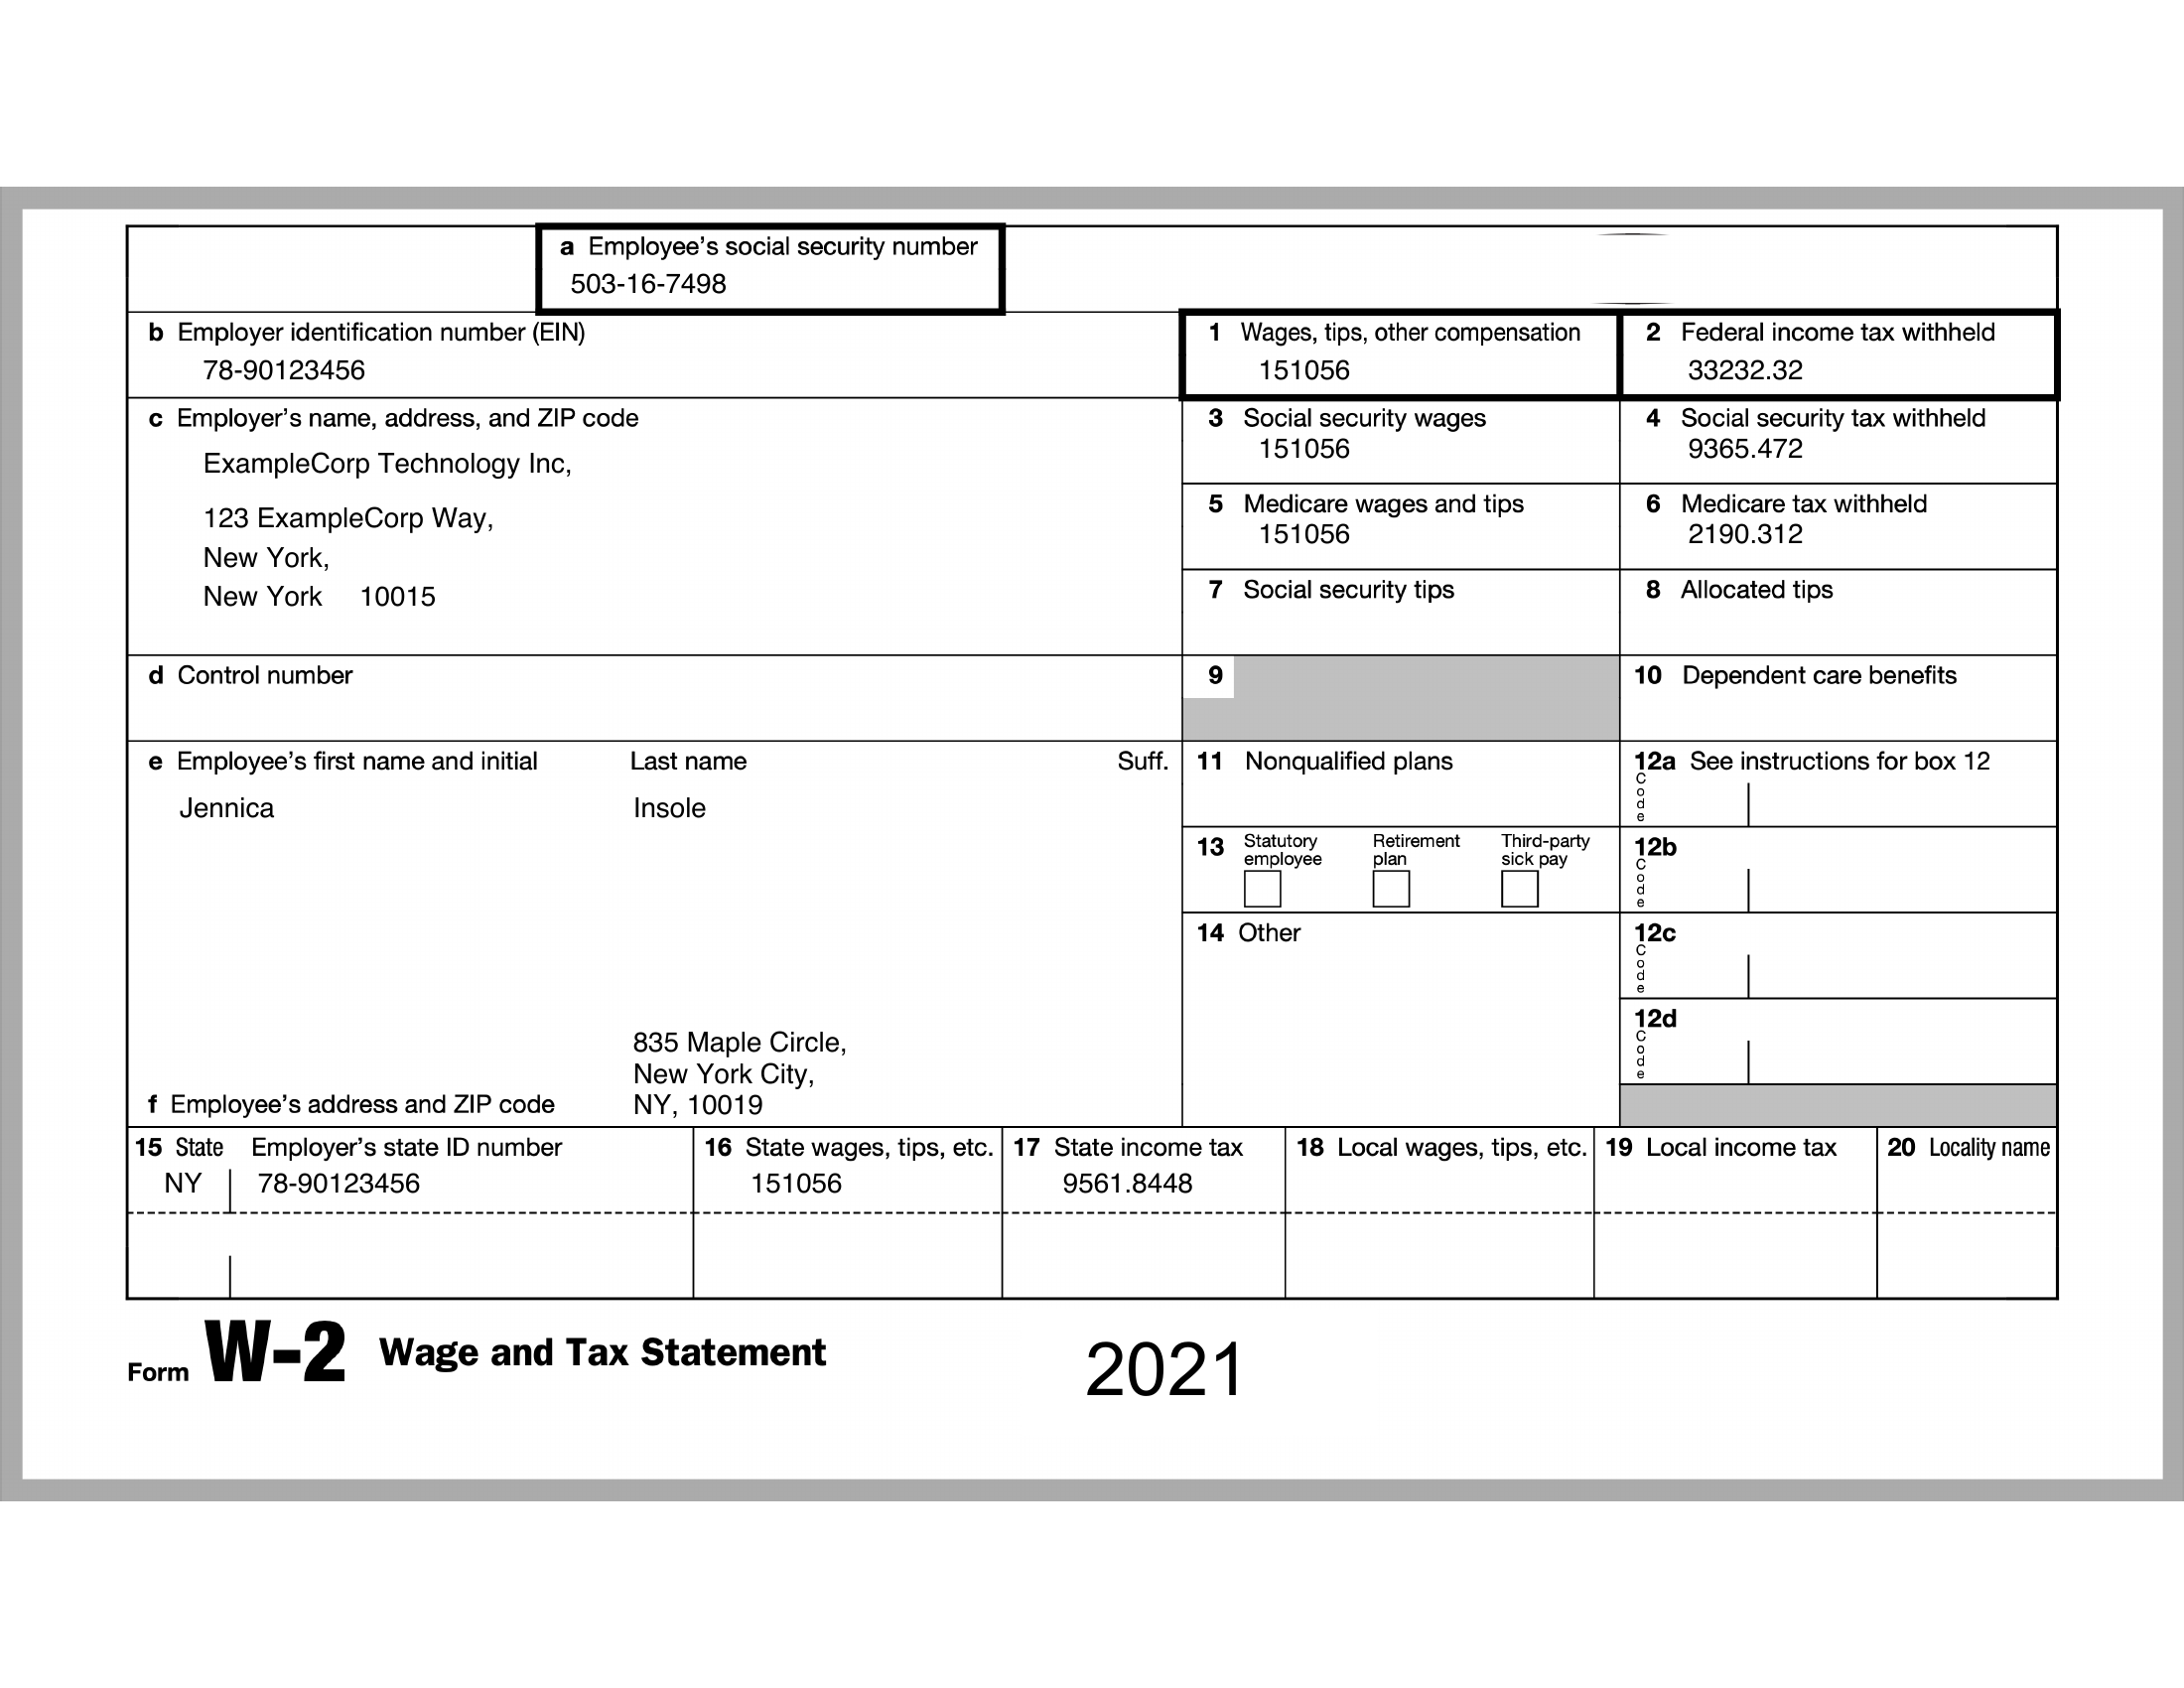 a Employee's social security number
503-16-7498
b Employer identification number (EIN)
78-90123456
1 Wages, tips, other compensation
151056
2 Federal income tax withheld
33232.32
c Employer's name, address, and ZIP code
ExampleCorp Technology Inc,
123 ExampleCorp Way,
New York,
New York 10015
3 Social security wages
151056
4 Social security tax withheld
9365.472
5 Medicare wages and tips
151056
6 Medicare tax withheld
2190.312
7 Social security tips
8 Allocated tips
d Control number
9
10 Dependent care benefits
e Employee's first name and initial Last name Suff.
Jennica Insole
11 Nonqualified plans
12a See instructions for box 12
Code
13 Statutory employee Retirement plan Third-party sick pay
12b
Code
14 Other
12c
Code
12d
Code
835 Maple Circle,
New York City,
NY, 10019
f Employee's address and ZIP code
15 State Employer's state ID number 16 State wages, tips, etc. 17 State income tax 18 Local wages, tips, etc. 19 Local income tax 20 Locality name
NY 78-90123456 151056 9561.8448
Form W-2 Wage and Tax Statement 2021